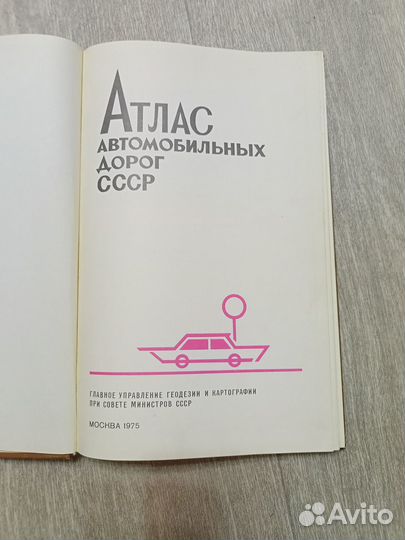 Атлас
автомобильных
дорог
СССР
ГЛАВНОЕ УПРАВЛЕНИЕ ГЕОДЕЗИИ И КАРТОГРАФИИ
ПРИ СОВЕТЕ МИНИСТРОВ СССР
МОСКВА 1975
Avito